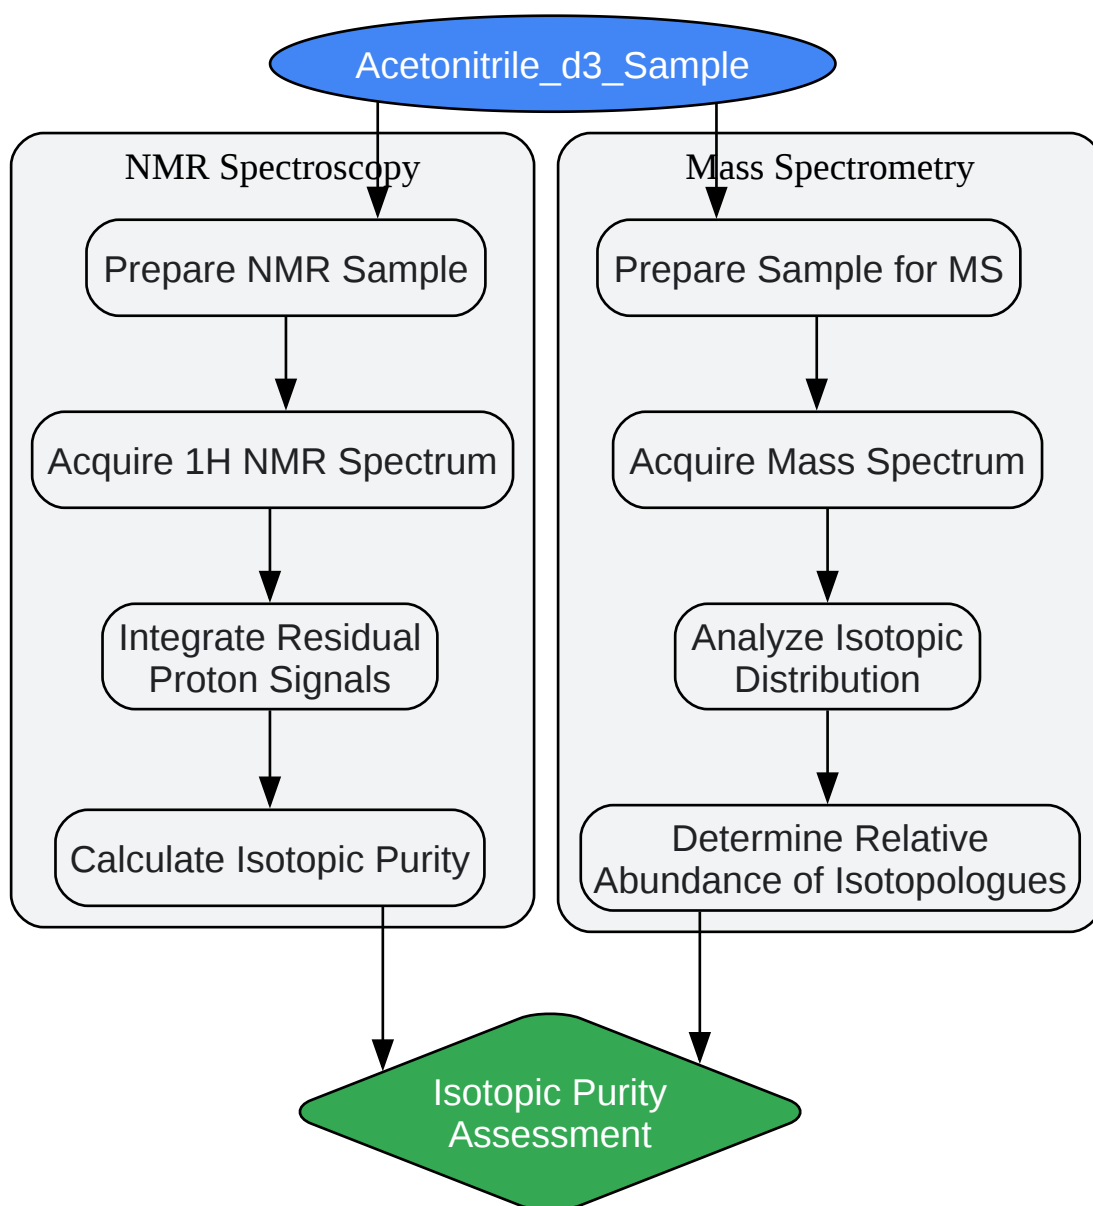 Acetonitrile_d3_Sample
NMR Spectroscopy
Prepare NMR Sample
Acquire 1H NMR Spectrum
Integrate Residual
Proton Signals
Calculate Isotopic Purity
Mass Spectrometry
Prepare Sample for MS
Acquire Mass Spectrum
Analyze Isotopic
Distribution
Determine Relative
Abundance of Isotopologues
Isotopic Purity
Assessment